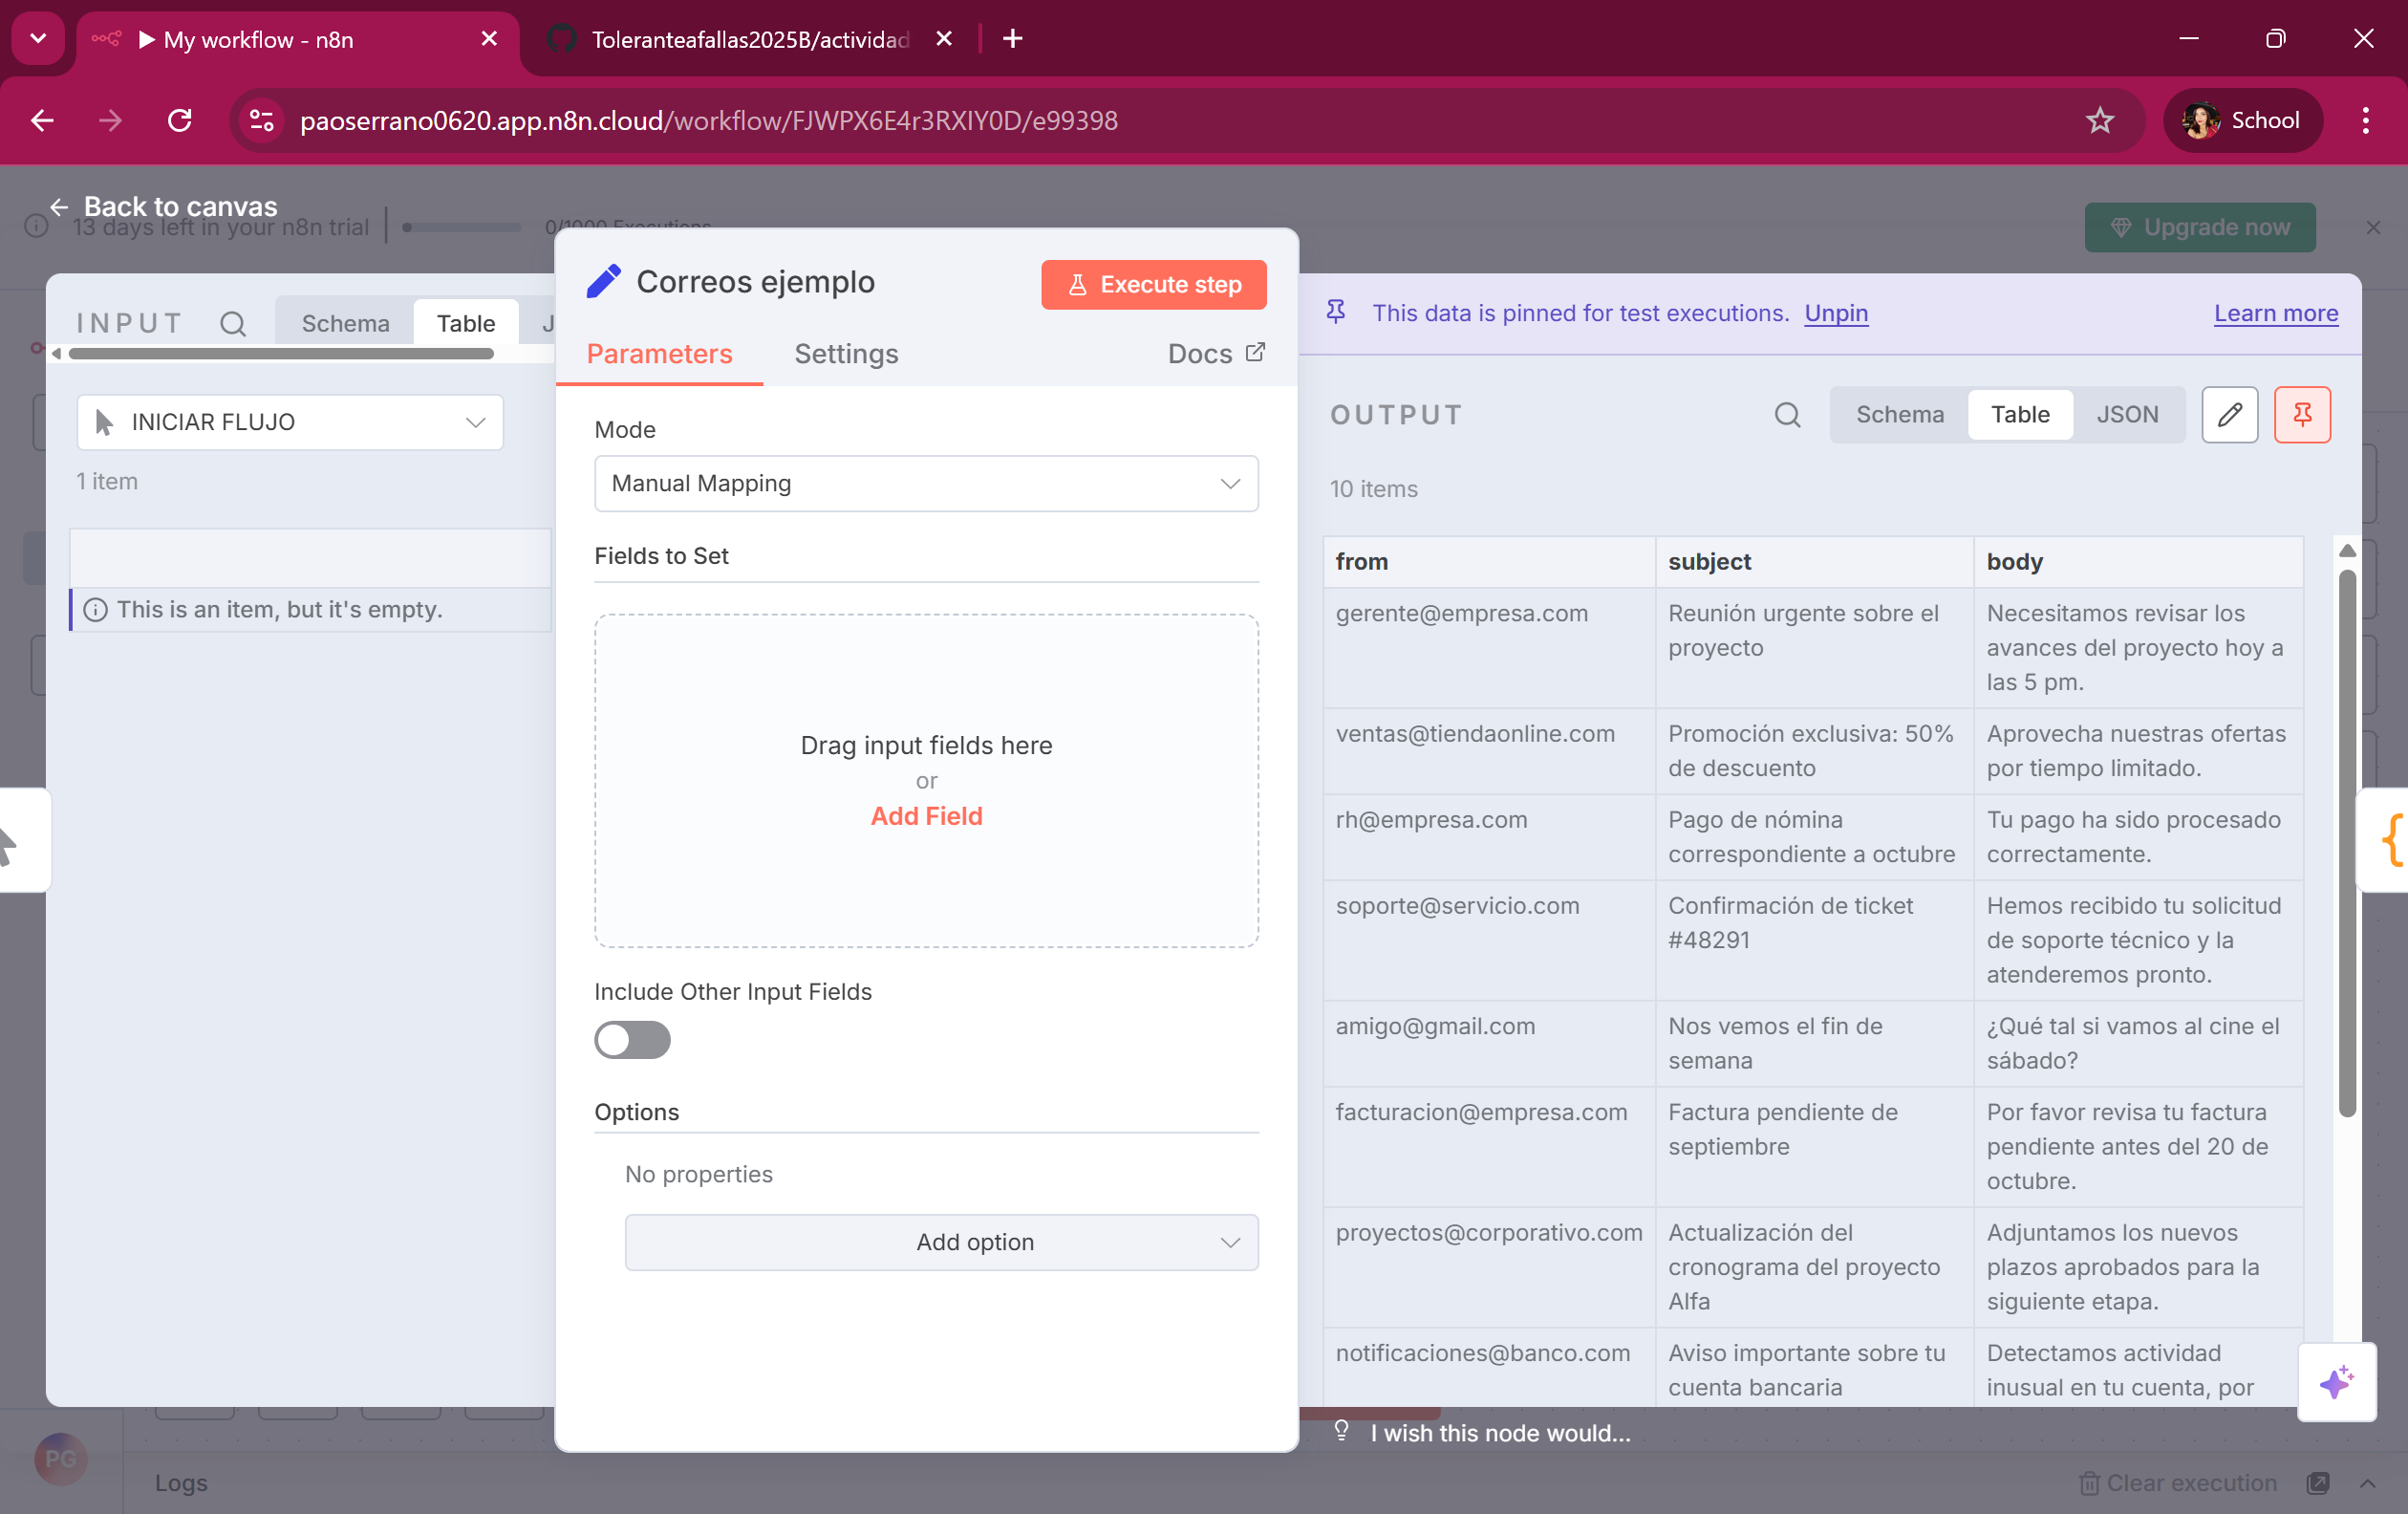 My workflow - n8n
Toleranteafallas2025B/actividad
paoserrano0620.app.n8n.cloud/workflow/FJWPX6E4r3RXIY0D/e99398
School
Back to canvas
13 days left in your n8n trial
0/1000 Executions
Upgrade now
INPUT
Schema
Table
J
INICIAR FLUJO
1 item
This is an item, but it's empty.
Correos ejemplo
Execute step
Parameters
Settings
Docs
Mode
Manual Mapping
Fields to Set
Drag input fields here
or
Add Field
Include Other Input Fields
Options
No properties
Add option
This data is pinned for test executions. Unpin
Learn more
OUTPUT
Schema
Table
JSON
10 items
from
subject
body
gerente@empresa.com
Reunión urgente sobre el
proyecto
Necesitamos revisar los
avances del proyecto hoy a
las 5 pm.
ventas@tiendaonline.com
Promoción exclusiva: 50%
de descuento
Aprovecha nuestras ofertas
por tiempo limitado.
rh@empresa.com
Pago de nómina
correspondiente a octubre
Tu pago ha sido procesado
correctamente.
soporte@servicio.com
Confirmación de ticket
#48291
Hemos recibido tu solicitud
de soporte técnico y la
atenderemos pronto.
amigo@gmail.com
Nos vemos el fin de
semana
¿Qué tal si vamos al cine el
sábado?
facturacion@empresa.com
Factura pendiente de
septiembre
Por favor revisa tu factura
pendiente antes del 20 de
octubre.
proyectos@corporativo.com
Actualización del
cronograma del proyecto
Alfa
Adjuntamos los nuevos
plazos aprobados para la
siguiente etapa.
notificaciones@banco.com
Aviso importante sobre tu
cuenta bancaria
Detectamos actividad
inusual en tu cuenta, por
I wish this node would...
PG
Logs
Clear execution